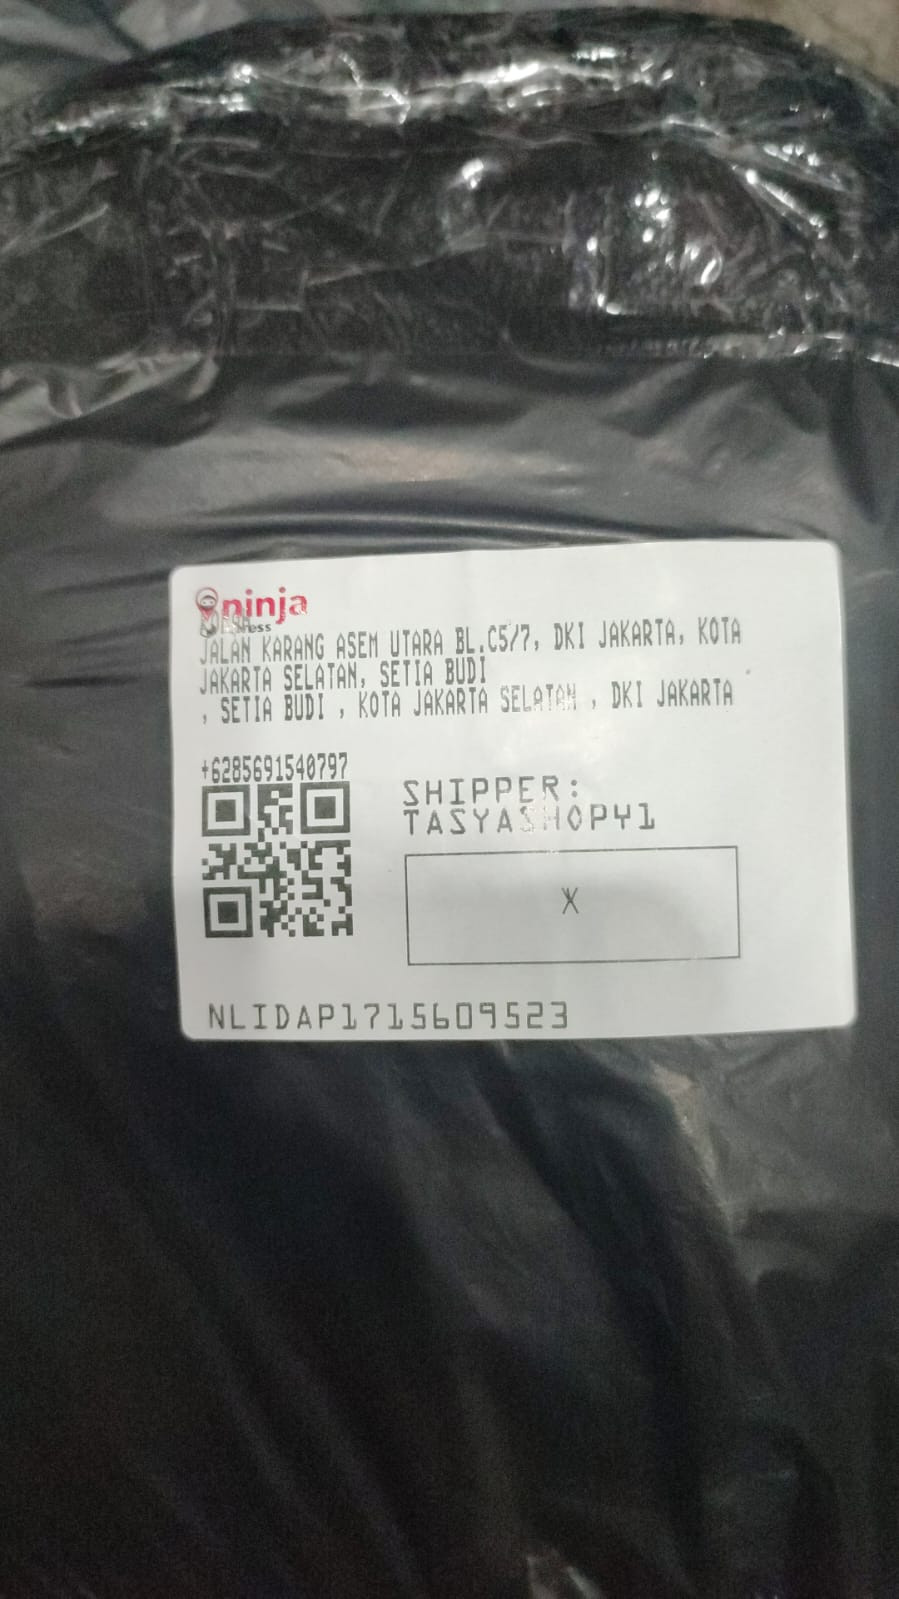 ninja
JALAN KARANG ASEM UTARA BL.C5/7, DKI JAKARTA, KOTA
JAKARTA SELATAN, SETIA BUDI
, SETIA BUDI , KOTA JAKARTA SELATAN , DKI JAKARTA
+6285691540797
SHIPPER:
TASYASHOP41
X
NLIDAP1715609523